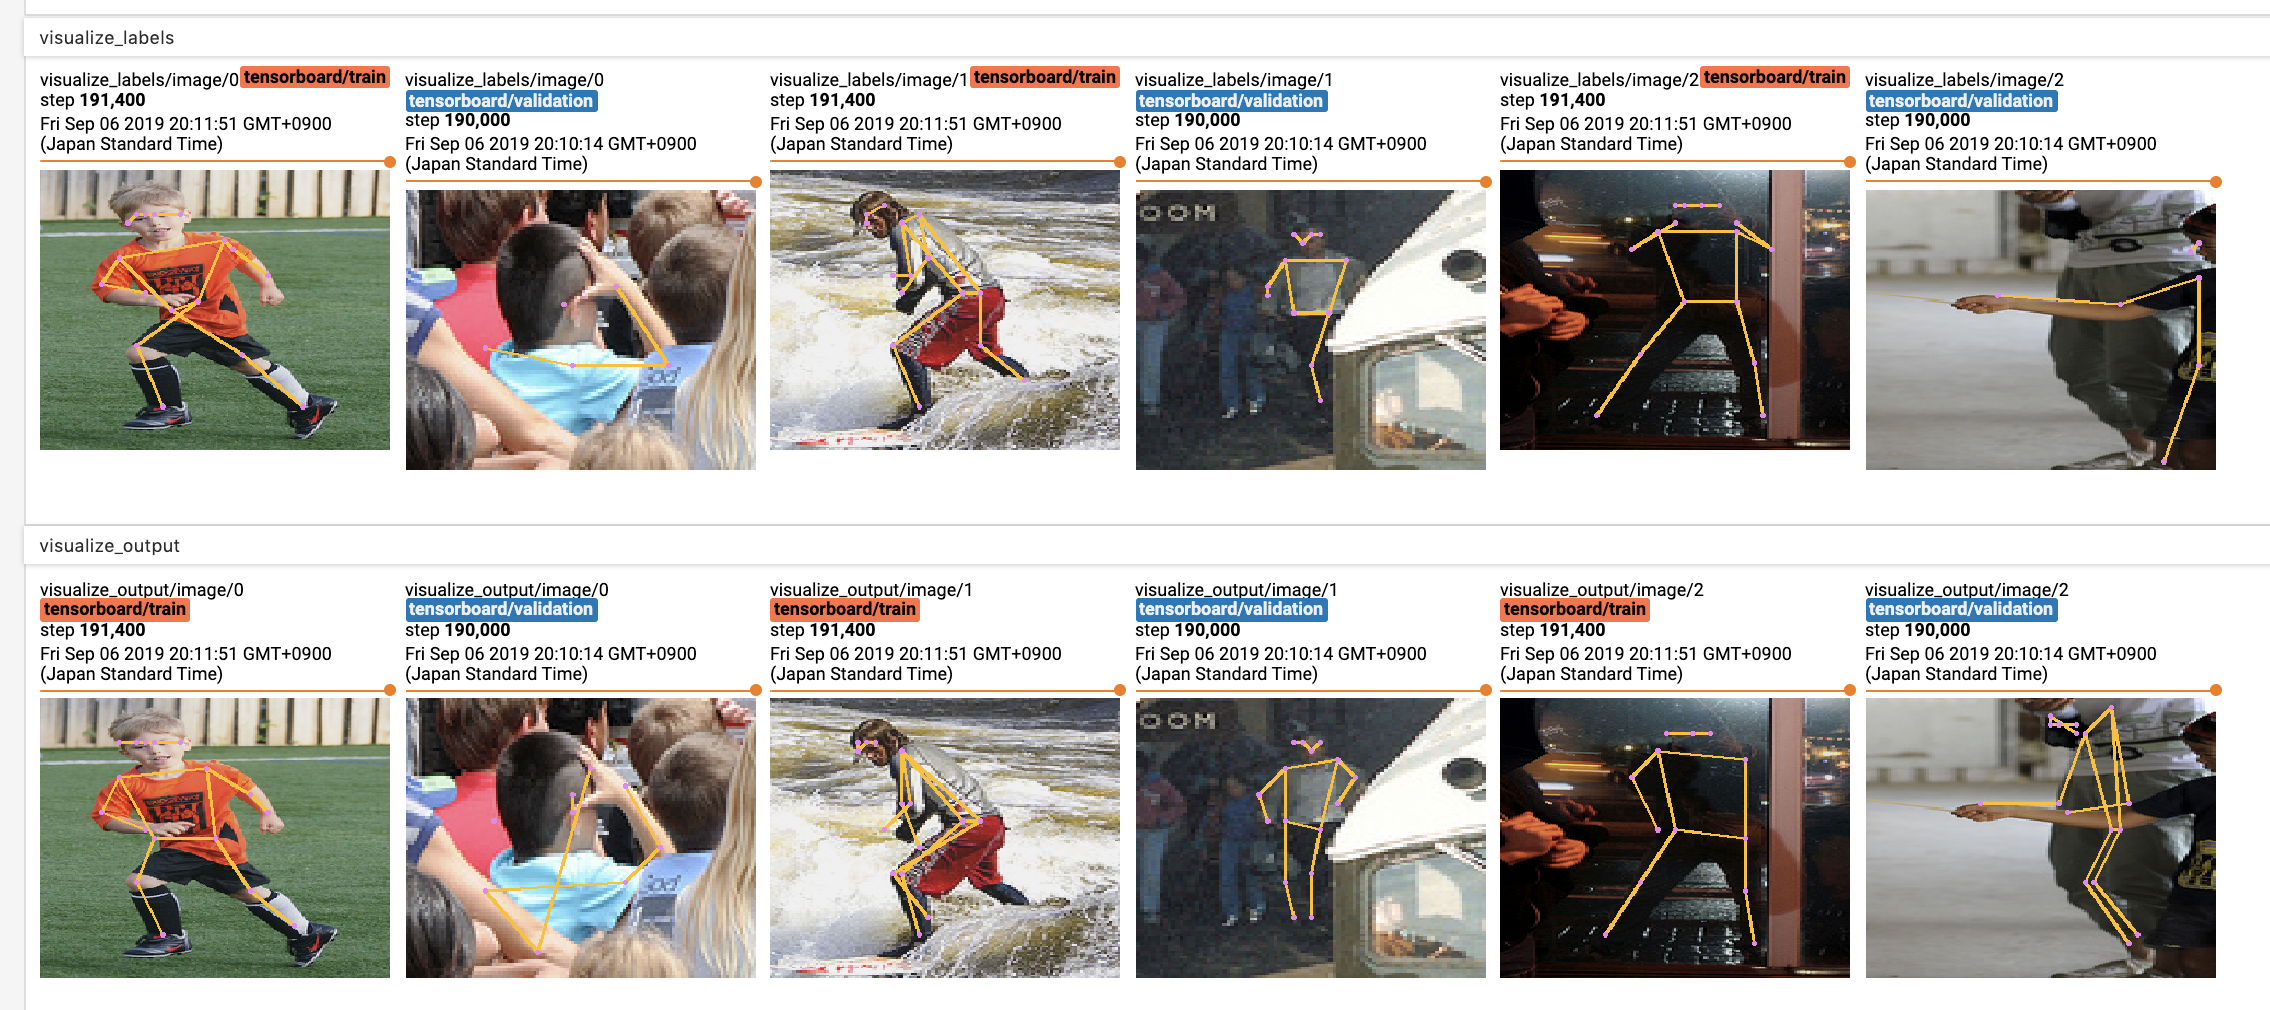 visualize_labels
visualize_labels/image/0 tensorboard/train
step 191,400
Fri Sep 06 2019 20:11:51 GMT+0900
(Japan Standard Time)
visualize_labels/image/0
tensorboard/validation
step 190,000
Fri Sep 06 2019 20:10:14 GMT+0900
(Japan Standard Time)
visualize_labels/image/1 tensorboard/train
step 191,400
Fri Sep 06 2019 20:11:51 GMT+0900
(Japan Standard Time)
visualize_labels/image/1
tensorboard/validation
step 190,000
Fri Sep 06 2019 20:10:14 GMT+0900
(Japan Standard Time)
OOM
visualize_labels/image/2 tensorboard/train
step 191,400
Fri Sep 06 2019 20:11:51 GMT+0900
(Japan Standard Time)
visualize_labels/image/2
tensorboard/validation
step 190,000
Fri Sep 06 2019 20:10:14 GMT+0900
(Japan Standard Time)
visualize_output
visualize_output/image/0
tensorboard/train
step 191,400
Fri Sep 06 2019 20:11:51 GMT+0900
(Japan Standard Time)
visualize_output/image/0
tensorboard/validation
step 190,000
Fri Sep 06 2019 20:10:14 GMT+0900
(Japan Standard Time)
visualize_output/image/1
tensorboard/train
step 191,400
Fri Sep 06 2019 20:11:51 GMT+0900
(Japan Standard Time)
visualize_output/image/1
tensorboard/validation
step 190,000
Fri Sep 06 2019 20:10:14 GMT+0900
(Japan Standard Time)
OOM
visualize_output/image/2
tensorboard/train
step 191,400
Fri Sep 06 2019 20:11:51 GMT+0900
(Japan Standard Time)
visualize_output/image/2
tensorboard/validation
step 190,000
Fri Sep 06 2019 20:10:14 GMT+0900
(Japan Standard Time)